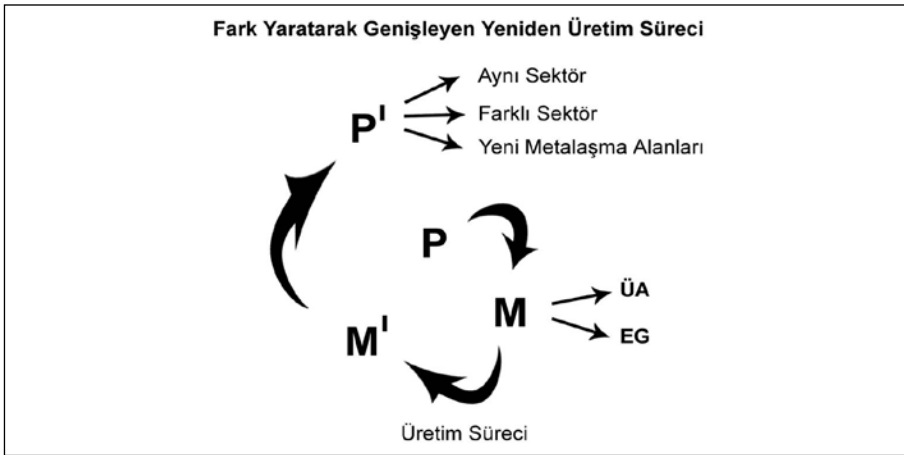 Fark Yaratarak Genişleyen Yeniden Üretim Süreci
Aynı Sektör
P' Farklı Sektör
Yeni Metalaşma Alanları
P
M ÜA
EG
M'
Üretim Süreci